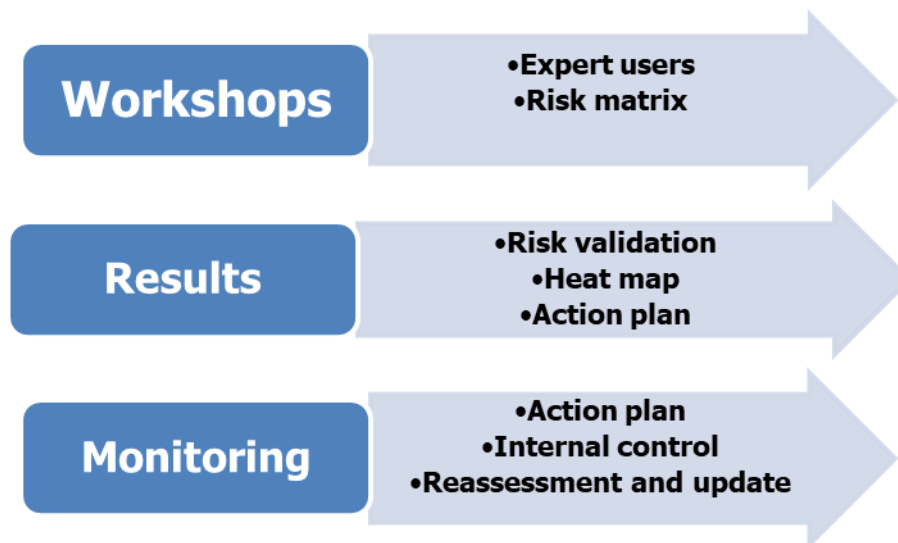 Workshops
•Expert users
•Risk matrix
Results
•Risk validation
•Heat map
•Action plan
Monitoring
•Action plan
•Internal control
•Reassessment and update